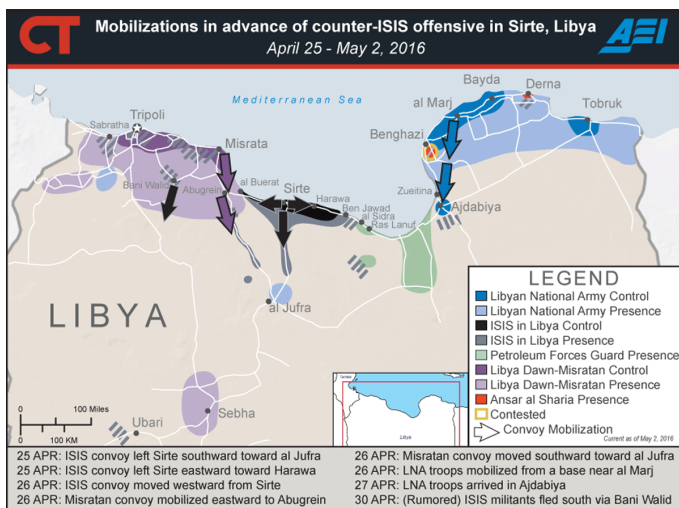 CT
Mobilizations in advance of counter-ISIS offensive in Sirte, Libya
April 25 - May 2, 2016
AEI
Mediterranean Sea
Bayda
Derna
al Marj
Tobruk
Tripoli
Sabratha
Benghazi
Misrata
Bani Walid
Abugrein
al Buerat
Sirte
Harawa
Zueitina
Ben Jawad
al Sidra
Ras Lanuf
Ajdabiya
al Jufra
LIBYA
Sebha
Ubari
0 100 Miles
0 100 KM
Libya
LEGEND
Libyan National Army Control
Libyan National Army Presence
ISIS in Libya Control
ISIS in Libya Presence
Petroleum Forces Guard Presence
Libya Dawn-Misratan Control
Libya Dawn-Misratan Presence
Ansar al Sharia Presence
Contested
Convoy Mobilization
Current as of May 2, 2016
25 APR: ISIS convoy left Sirte southward toward al Jufra
25 APR: ISIS convoy left Sirte eastward toward Harawa
26 APR: ISIS convoy moved westward from Sirte
26 APR: Misratan convoy mobilized eastward to Abugrein
26 APR: Misratan convoy moved southward toward al Jufra
26 APR: LNA troops mobilized from a base near al Marj
27 APR: LNA troops arrived in Ajdabiya
30 APR: (Rumored) ISIS militants fled south via Bani Walid